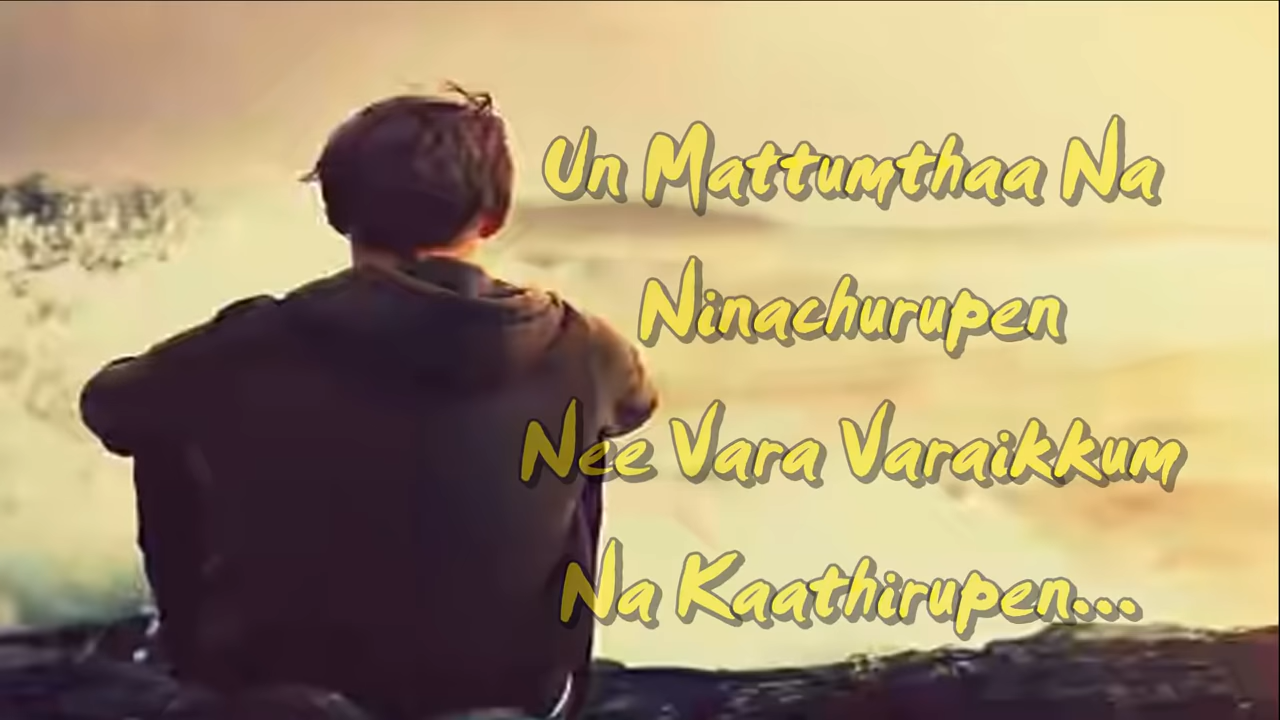 Un Mattumthaa Na
Ninachurupen
Nee Vara Varaikkum
Na Kaathirupen...